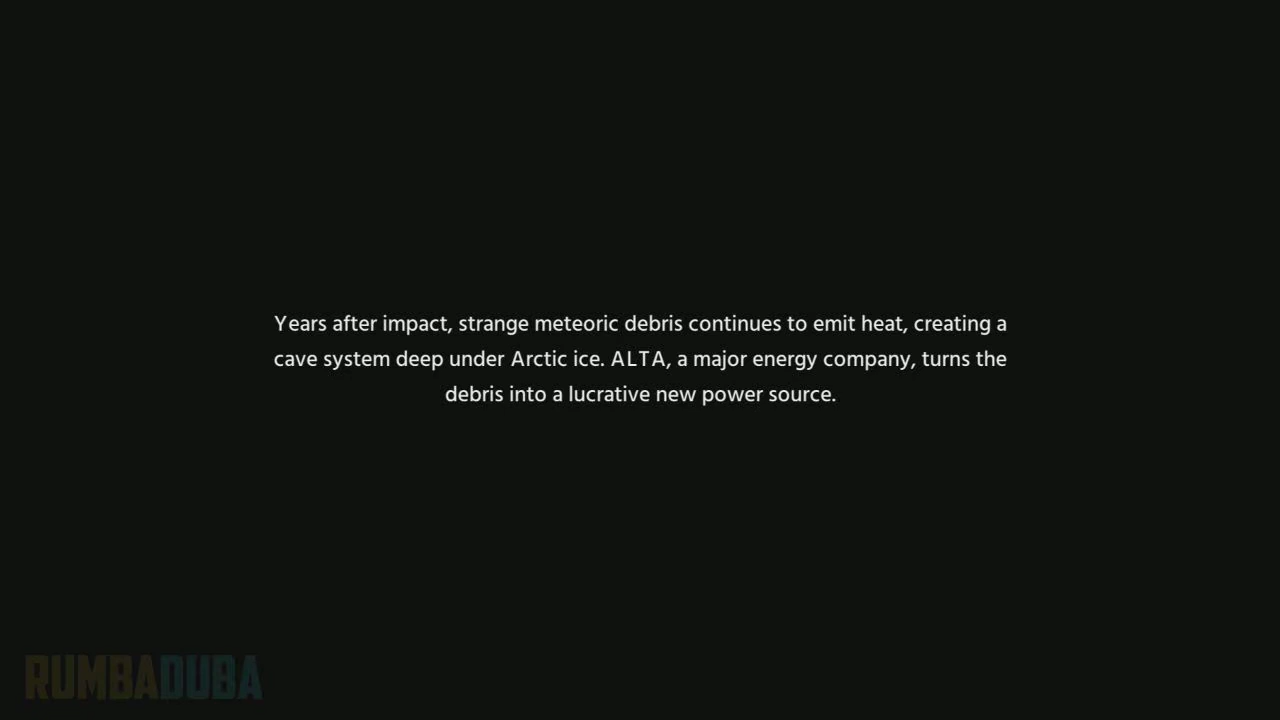 Years after impact, strange meteoric debris continues to emit heat, creating a
cave system deep under Arctic ice. ALTA, a major energy company, turns the
debris into a lucrative new power source.
RUMBADUBA